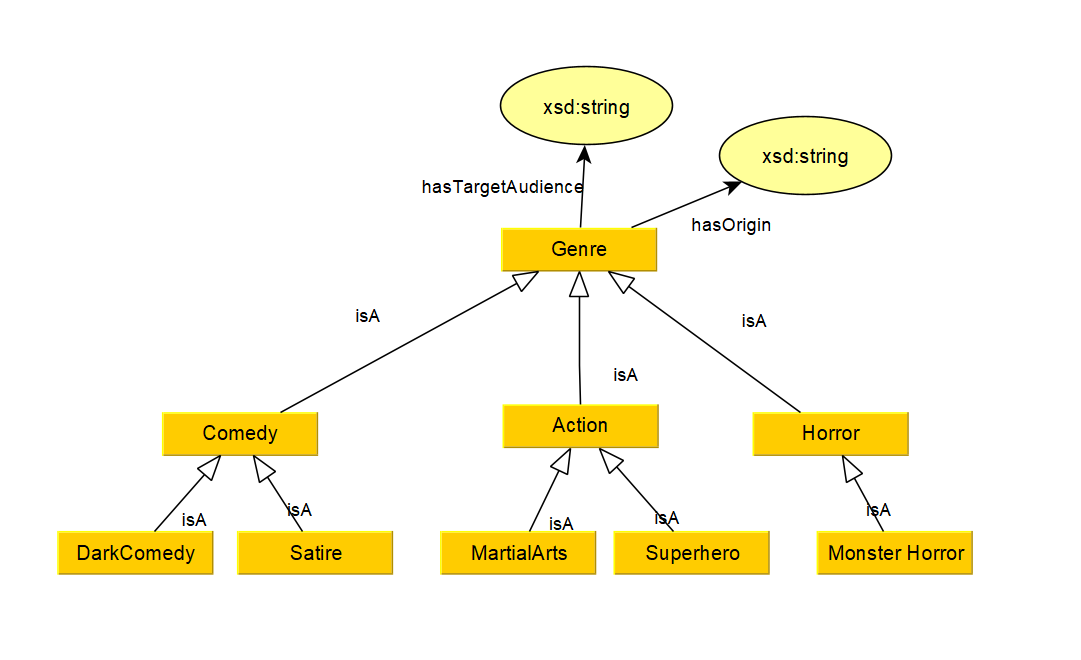 xsd:string
xsd:string
hasTargetAudience
hasOrigin
Genre
isA
isA
isA
Comedy
Action
Horror
isA
isA
isA
isA
isA
DarkComedy
Satire
MartialArts
Superhero
Monster Horror